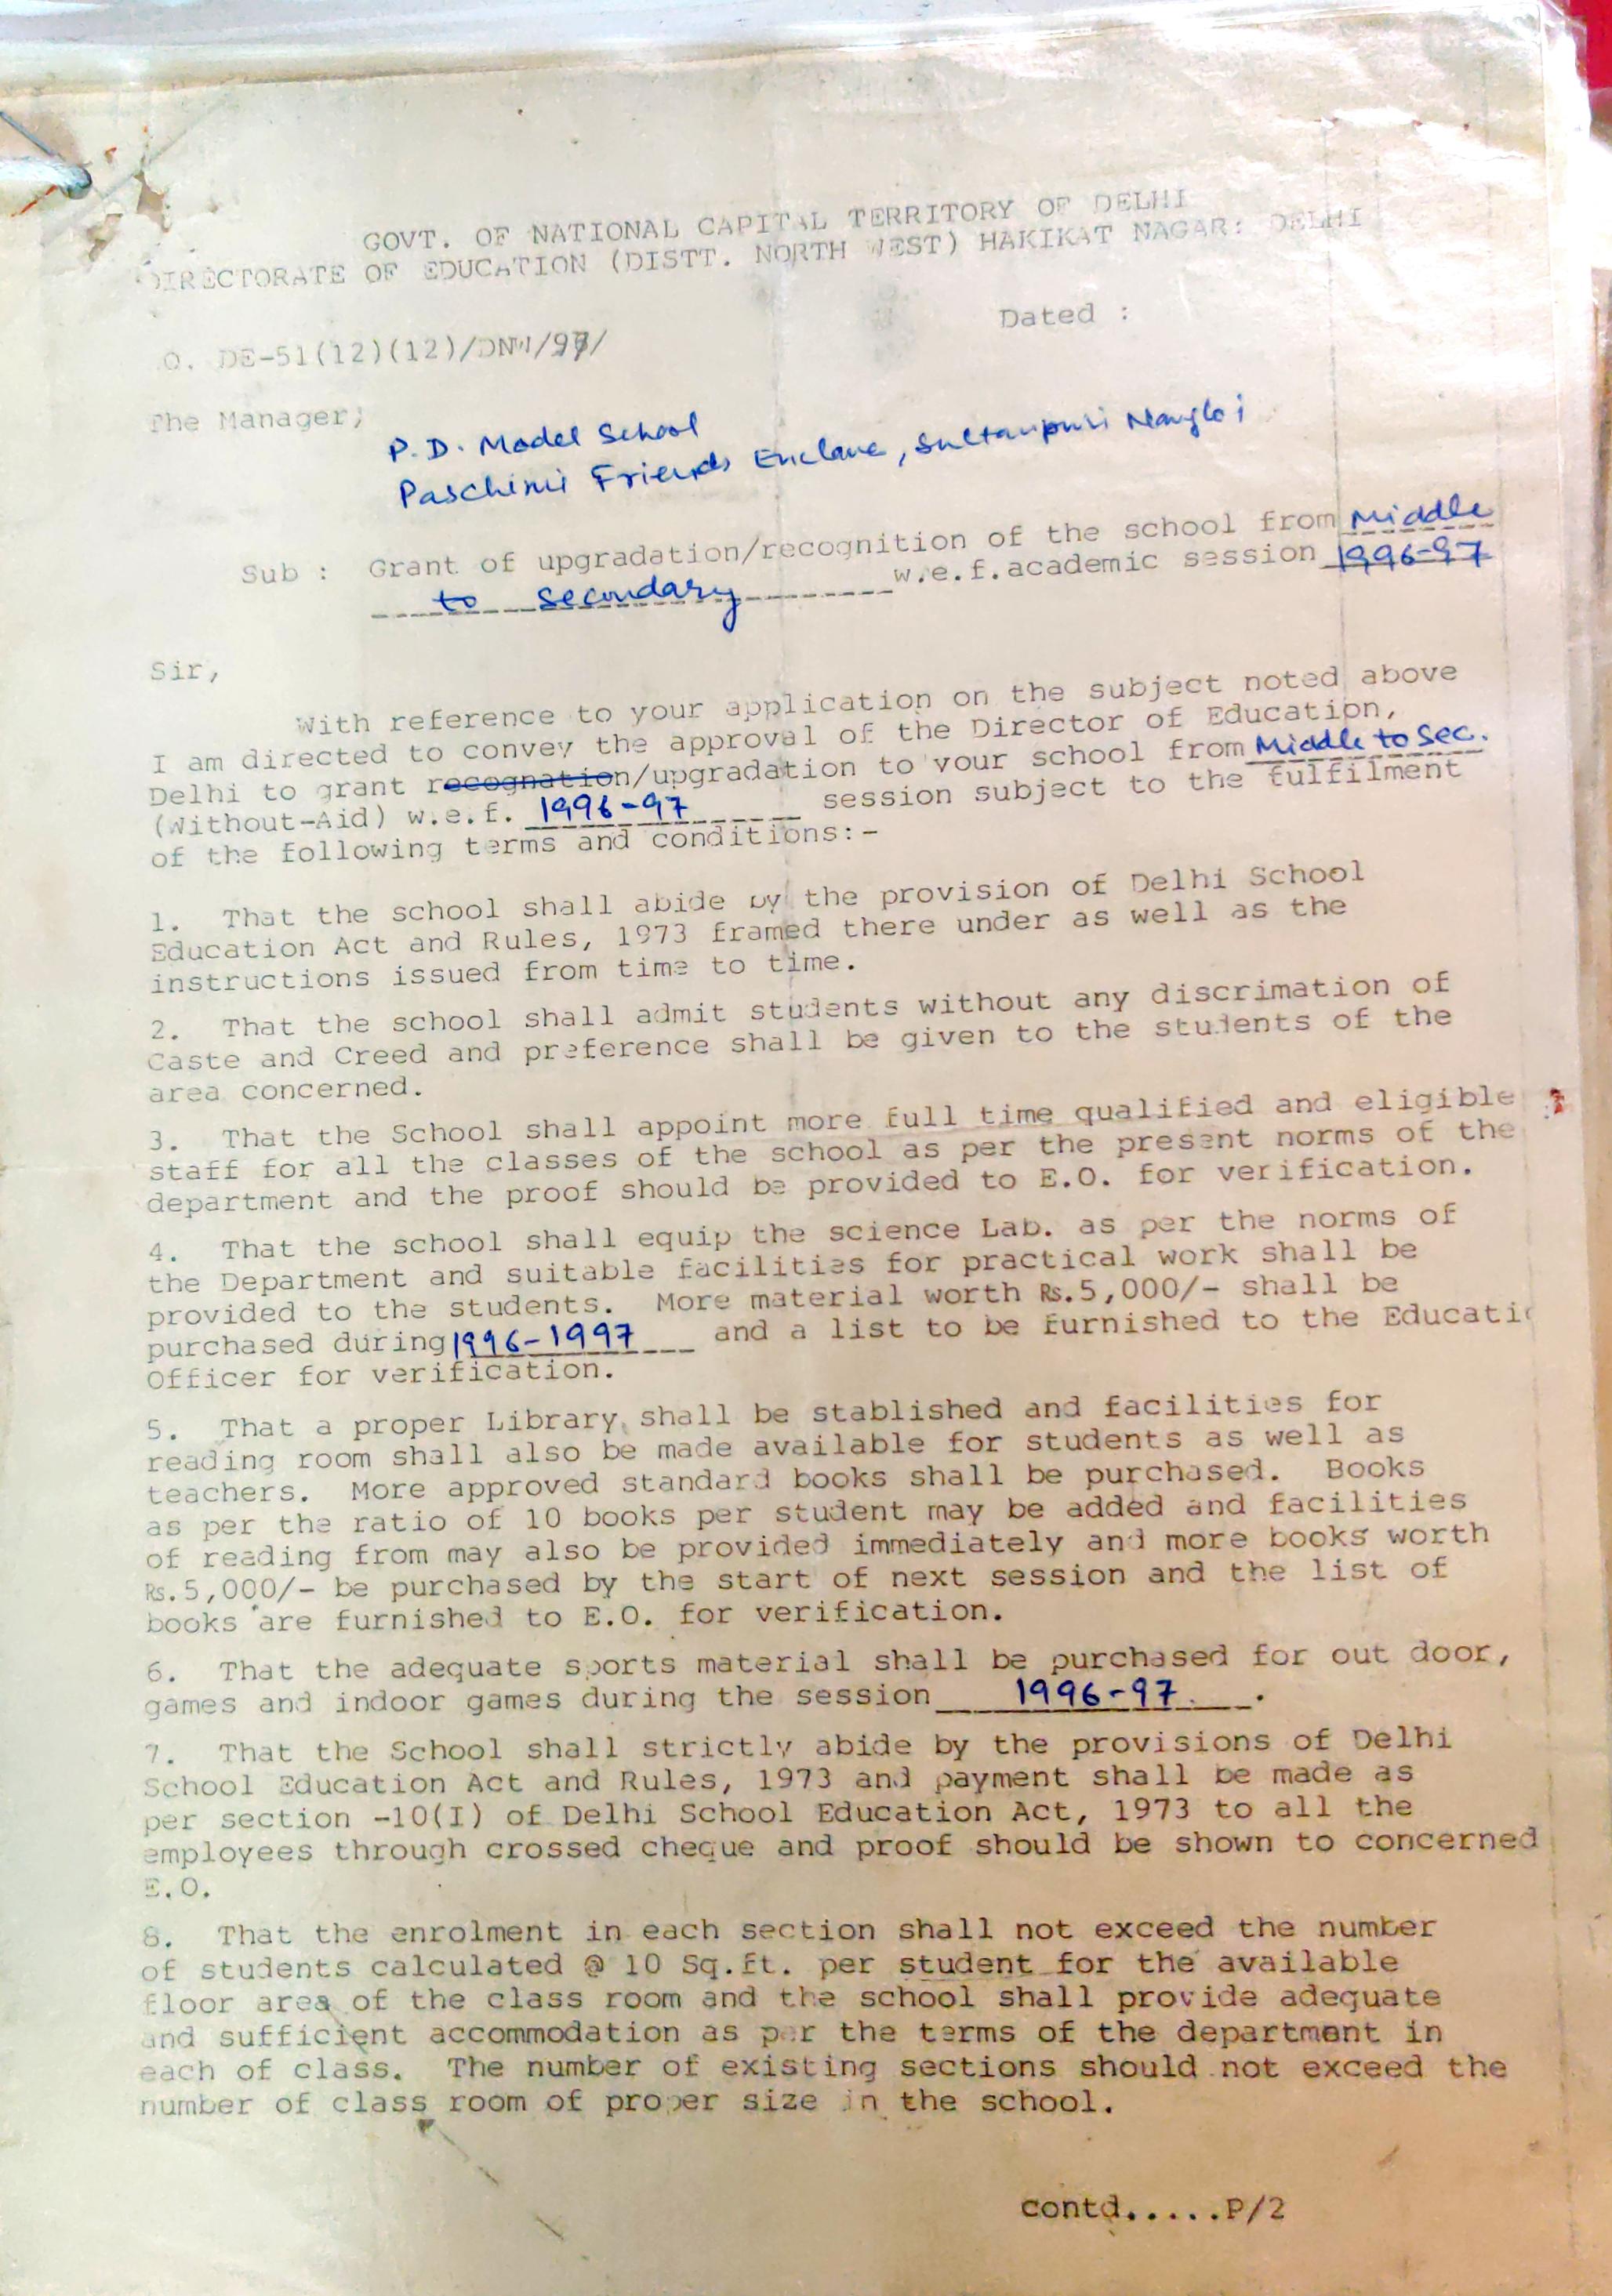 GOVT. OF NATIONAL CAPITAL TERRITORY OF DELHI
DIRECTORATE OF EDUCATION (DISTT. NORTH WEST) HAKIKAT NAGAR: DELHI
Dated :
O. DE-51(12)(12)/DNW/97/
The Manager,
P.D. Model School
Paschimi Friends Enclave, Sultanpuri Nangloi
Sub : Grant of upgradation/recognition of the school from Middle
to secondary w.e.f.academic session 1996-97
Sir,
With reference to your application on the subject noted above
I am directed to convey the approval of the Director of Education,
Delhi to grant recognation/upgradation to your school from Middle to Sec.
(Without-Aid) w.e.f. 1996-97 session subject to the fulfilment
of the following terms and conditions:-
1. That the school shall abide by the provision of Delhi School
Education Act and Rules, 1973 framed there under as well as the
instructions issued from time to time.
2. That the school shall admit students without any discrimation of
Caste and Creed and preference shall be given to the students of the
area concerned.
3. That the School shall appoint more full time qualified and eligible
staff for all the classes of the school as per the present norms of the
department and the proof should be provided to E.O. for verification.
4. That the school shall equip the science Lab. as per the norms of
the Department and suitable facilities for practical work shall be
provided to the students. More material worth Rs.5,000/- shall be
purchased during 1996-1997 and a list to be furnished to the Educatio
Officer for verification.
5. That a proper Library shall be stablished and facilities for
reading room shall also be made available for students as well as
teachers. More approved standard books shall be purchased. Books
as per the ratio of 10 books per student may be added and facilities
of reading from may also be provided immediately and more books worth
Rs.5,000/- be purchased by the start of next session and the list of
books are furnished to E.O. for verification.
6. That the adequate sports material shall be purchased for out door,
games and indoor games during the session 1996-97.
7. That the School shall strictly abide by the provisions of Delhi
School Education Act and Rules, 1973 and payment shall be made as
per section -10(I) of Delhi School Education Act, 1973 to all the
employees through crossed cheque and proof should be shown to concerned
E.O.
8. That the enrolment in each section shall not exceed the number
of students calculated @ 10 Sq.ft. per student for the available
floor area of the class room and the school shall provide adequate
and sufficient accommodation as per the terms of the department in
each of class. The number of existing sections should not exceed the
number of class room of proper size in the school.
contd.....P/2